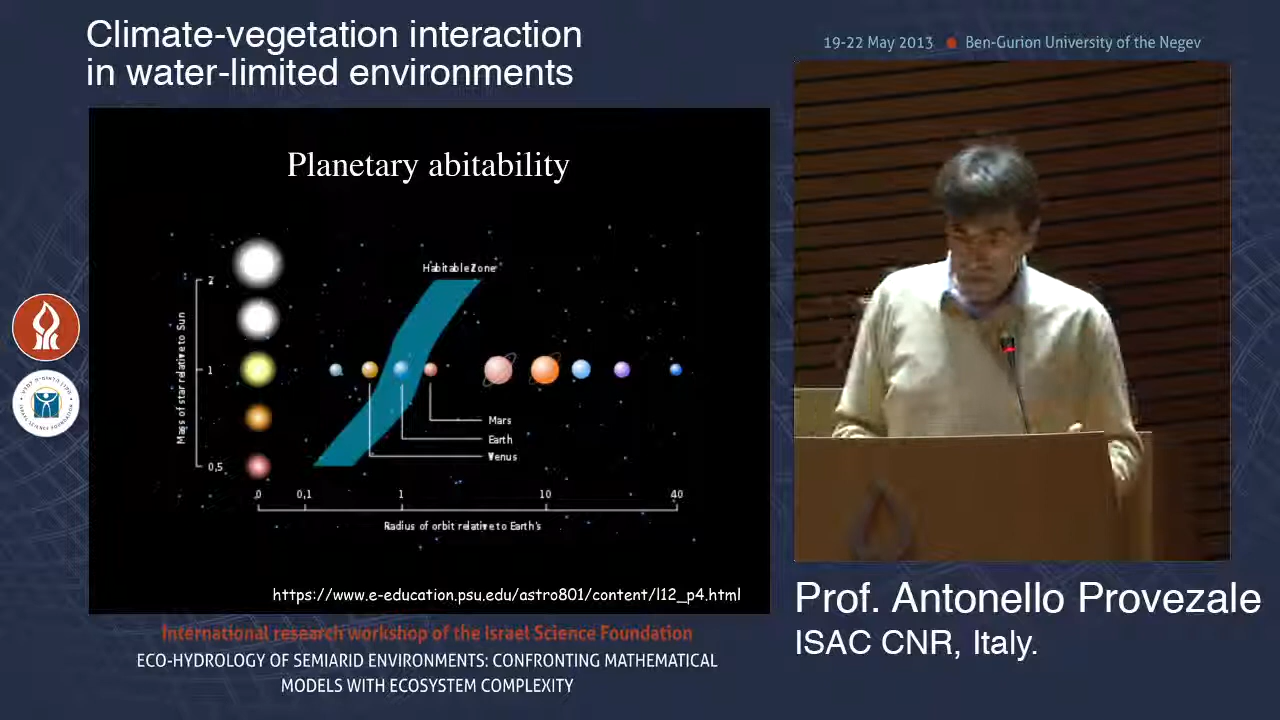 Climate-vegetation interaction
in water-limited environments
19-22 May 2013 ● Ben-Gurion University of the Negev
Planetary abitability
Habitable Zone
Mass of star relative to Sun
2
1
0,5
Mars
Earth
Venus
0 0,1 1 10 40
Radius of orbit relative to Earth's
https://www.e-education.psu.edu/astro801/content/l12_p4.html
International research workshop of the Israel Science Foundation
ECO-HYDROLOGY OF SEMIARID ENVIRONMENTS: CONFRONTING MATHEMATICAL
MODELS WITH ECOSYSTEM COMPLEXITY
Prof. Antonello Provezale
ISAC CNR, Italy.